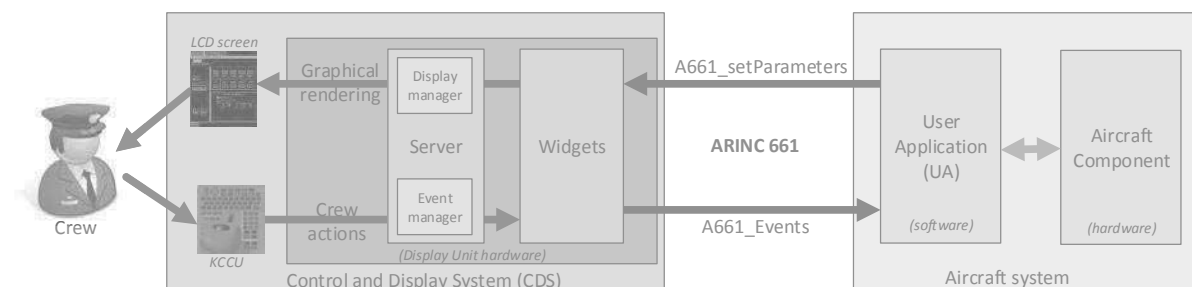 LCD screen
Graphical
rendering
Display
manager
Server
Event
manager
Widgets
Crew
KCCU
Crew
actions
(Display Unit hardware)
Control and Display System (CDS)
A661_setParameters
ARINC 661
A661_Events
User
Application
(UA)
(software)
Aircraft
Component
(hardware)
Aircraft system